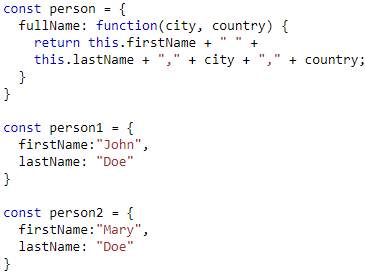 const person = {
  fullName: function(city, country) {
    return this.firstName + " " +
    this.lastName + "," + city + "," + country;
  }
}

const person1 = {
  firstName:"John",
  lastName: "Doe"
}

const person2 = {
  firstName:"Mary",
  lastName: "Doe"
}